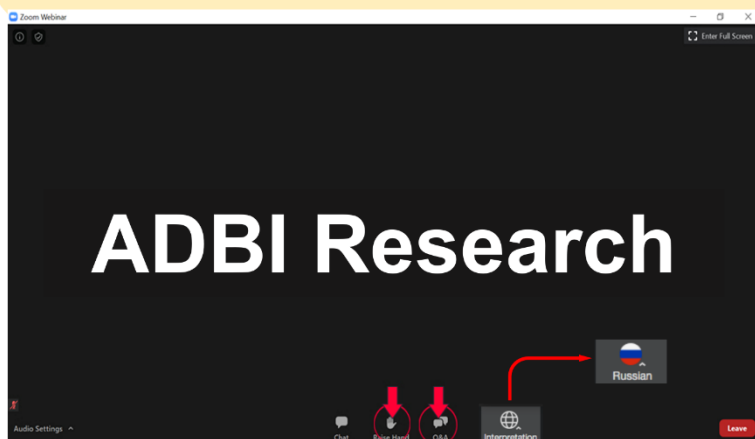 Zoom Webinar
Enter Full Screen
ADBI Research
Russian
Audio Settings
Chat
Raise Hand
Q&A
Interpretation
Leave